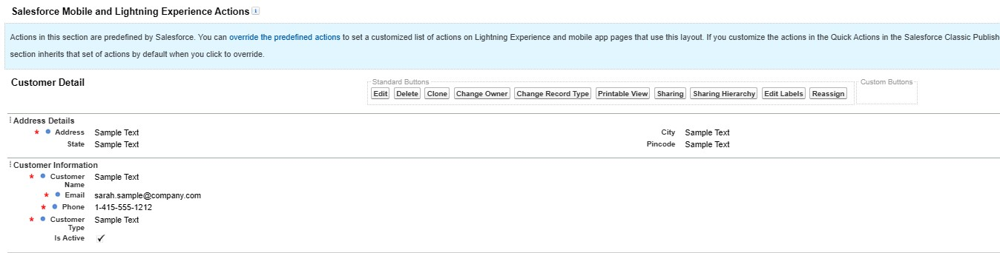 Salesforce Mobile and Lightning Experience Actions i
Actions in this section are predefined by Salesforce. You can override the predefined actions to set a customized list of actions on Lightning Experience and mobile app pages that use this layout. If you customize the actions in the Quick Actions in the Salesforce Classic Publish
section inherits that set of actions by default when you click to override.
Customer Detail
Standard Buttons
Edit Delete Clone Change Owner Change Record Type Printable View Sharing Sharing Hierarchy Edit Labels Reassign
Custom Buttons
Address Details
* Address Sample Text City Sample Text
State Sample Text Pincode Sample Text
Customer Information
* Customer Name Sample Text
* Email sarah.sample@company.com
* Phone 1-415-555-1212
* Customer Type Sample Text
Is Active ✓